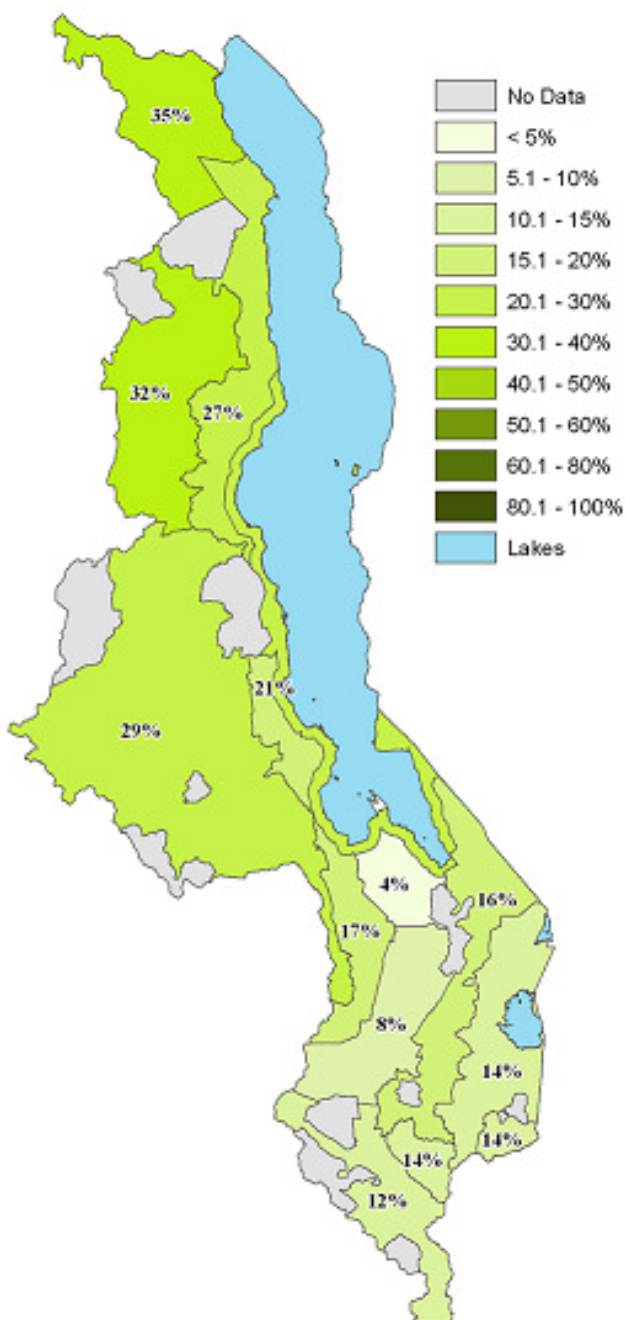 No Data
< 5%
5.1 - 10%
10.1 - 15%
15.1 - 20%
20.1 - 30%
30.1 - 40%
40.1 - 50%
50.1 - 60%
60.1 - 80%
80.1 - 100%
Lakes
35%
32%
27%
21%
29%
4%
16%
17%
8%
14%
14%
14%
12%